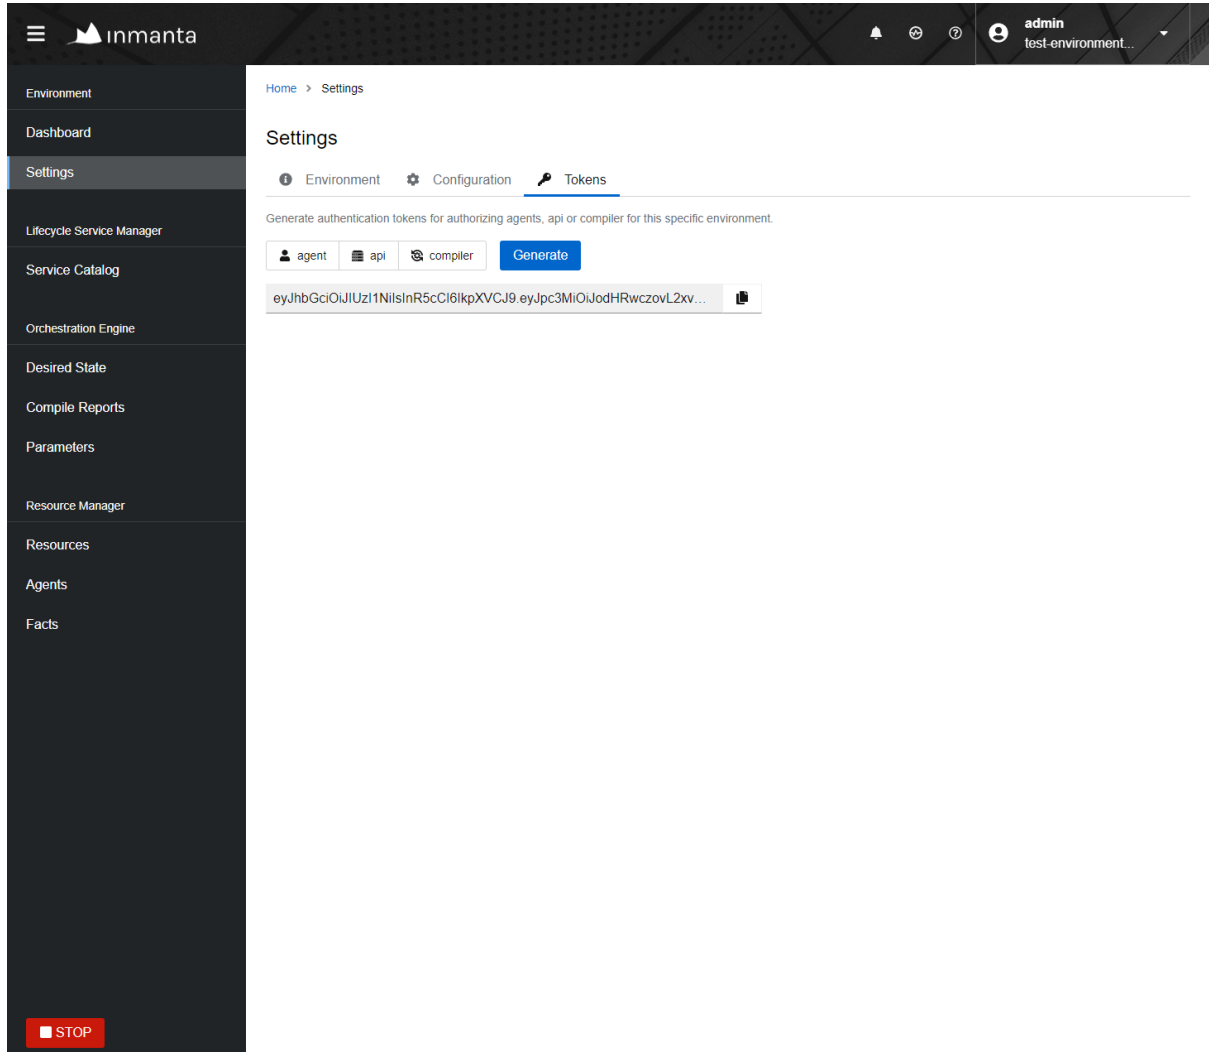 inmanta
admin
test-environment...
Environment
Dashboard
Settings
Lifecycle Service Manager
Service Catalog
Orchestration Engine
Desired State
Compile Reports
Parameters
Resource Manager
Resources
Agents
Facts
STOP
Home > Settings
Settings
Environment Configuration Tokens
Generate authentication tokens for authorizing agents, api or compiler for this specific environment.
agent api compiler Generate
eyJhbGciOiJIUzI1NiIsInR5cCI6IkpXVCJ9.eyJpc3MiOiJodHRwczovL2xv...